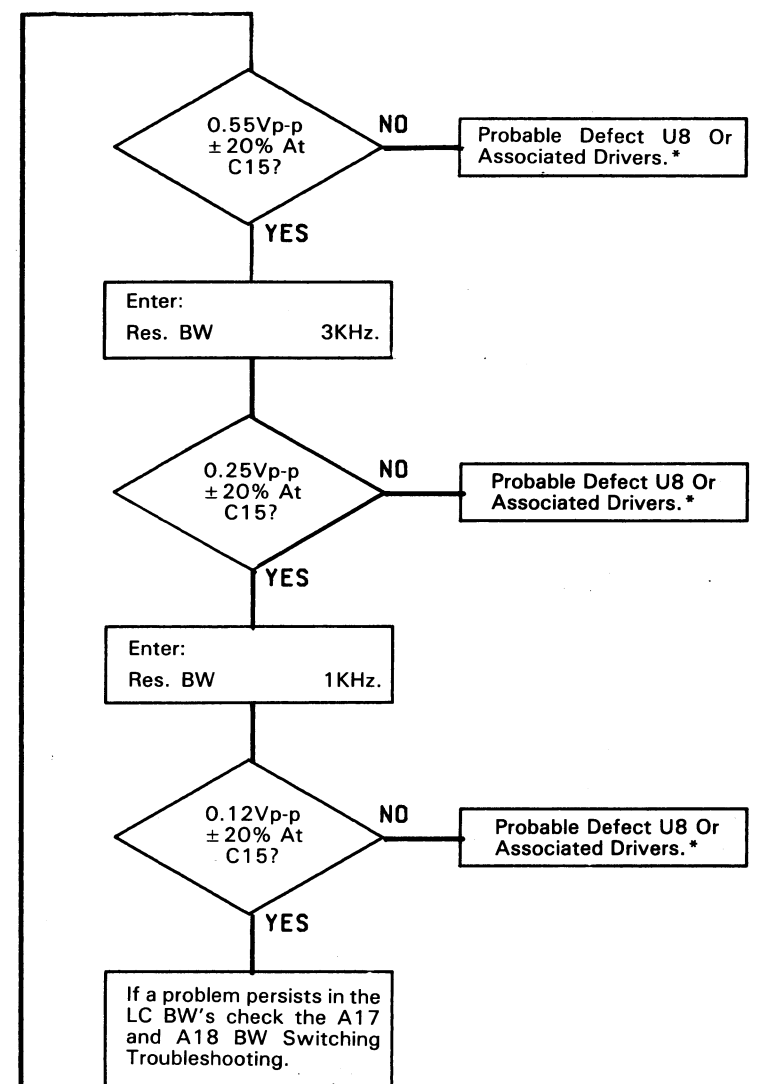 0.55Vp-p
±20% At
C15?
NO
Probable Defect U8 Or
Associated Drivers.*
YES
Enter:
Res. BW 3KHz.
0.25Vp-p
±20% At
C15?
NO
Probable Defect U8 Or
Associated Drivers.*
YES
Enter:
Res. BW 1KHz.
0.12Vp-p
±20% At
C15?
NO
Probable Defect U8 Or
Associated Drivers.*
YES
If a problem persists in the
LC BW's check the A17
and A18 BW Switching
Troubleshooting.